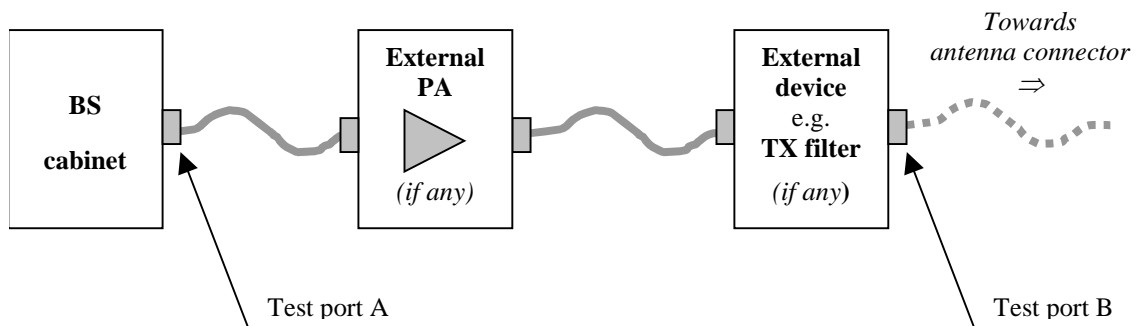 BS
cabinet
External
PA
(if any)
External
device
e.g.
TX filter
(if any)
Towards
antenna connector
⇒
Test port A
Test port B